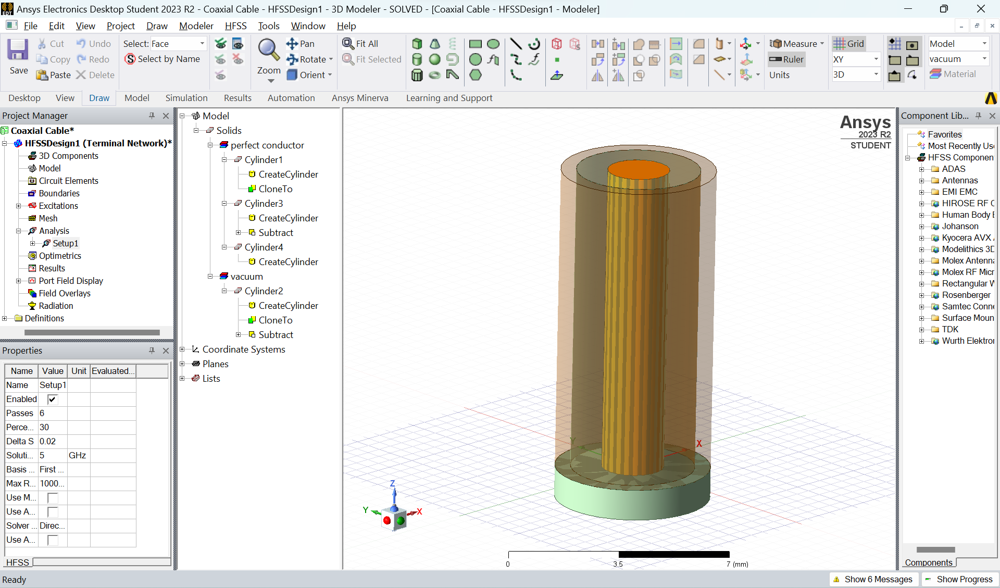 Ansys Electronics Desktop Student 2023 R2 - Coaxial Cable - HFSSDesign1 - 3D Modeler - SOLVED - [Coaxial Cable - HFSSDesign1 - Modeler]
File Edit View Project Draw Modeler HFSS Tools Window Help
Save
Cut
Copy
Paste
Undo
Redo
Delete
Select: Face
Select by Name
Zoom
Pan
Rotate
Orient
Fit All
Fit Selected
Measure
Ruler
Units
Grid
XY
3D
Model
vacuum
Material
Desktop View Draw Model Simulation Results Automation Ansys Minerva Learning and Support
Project Manager
Coaxial Cable*
HFSSDesign1 (Terminal Network)*
3D Components
Model
Circuit Elements
Boundaries
Excitations
Mesh
Analysis
Setup1
Optimetrics
Results
Port Field Display
Field Overlays
Radiation
Definitions
Properties
Name Value Unit Evaluated...
Name Setup1
Enabled
Passes 6
Perce... 30
Delta S 0.02
Soluti... 5 GHz
Basis ... First ...
Max R... 1000...
Use M...
Use A...
Solver ... Direc...
Use A...
HFSS
Model
Solids
perfect conductor
Cylinder1
CreateCylinder
CloneTo
Cylinder3
CreateCylinder
Subtract
Cylinder4
CreateCylinder
vacuum
Cylinder2
CreateCylinder
CloneTo
Subtract
Coordinate Systems
Planes
Lists
Ansys
2023 R2
STUDENT
Y
X
Z
Y
X
0 3.5 7 (mm)
Component Lib...
Favorites
Most Recently Us
HFSS Componen
ADAS
Antennas
EMI EMC
HIROSE RF C
Human Body
Johanson
Kyocera AVX
Modelithics 3D
Molex Antenn
Molex RF Micr
Rectangular W
Rosenberger
Samtec Conn
Surface Moun
TDK
Wurth Elektro
Components
Ready
Show 6 Messages
Show Progress